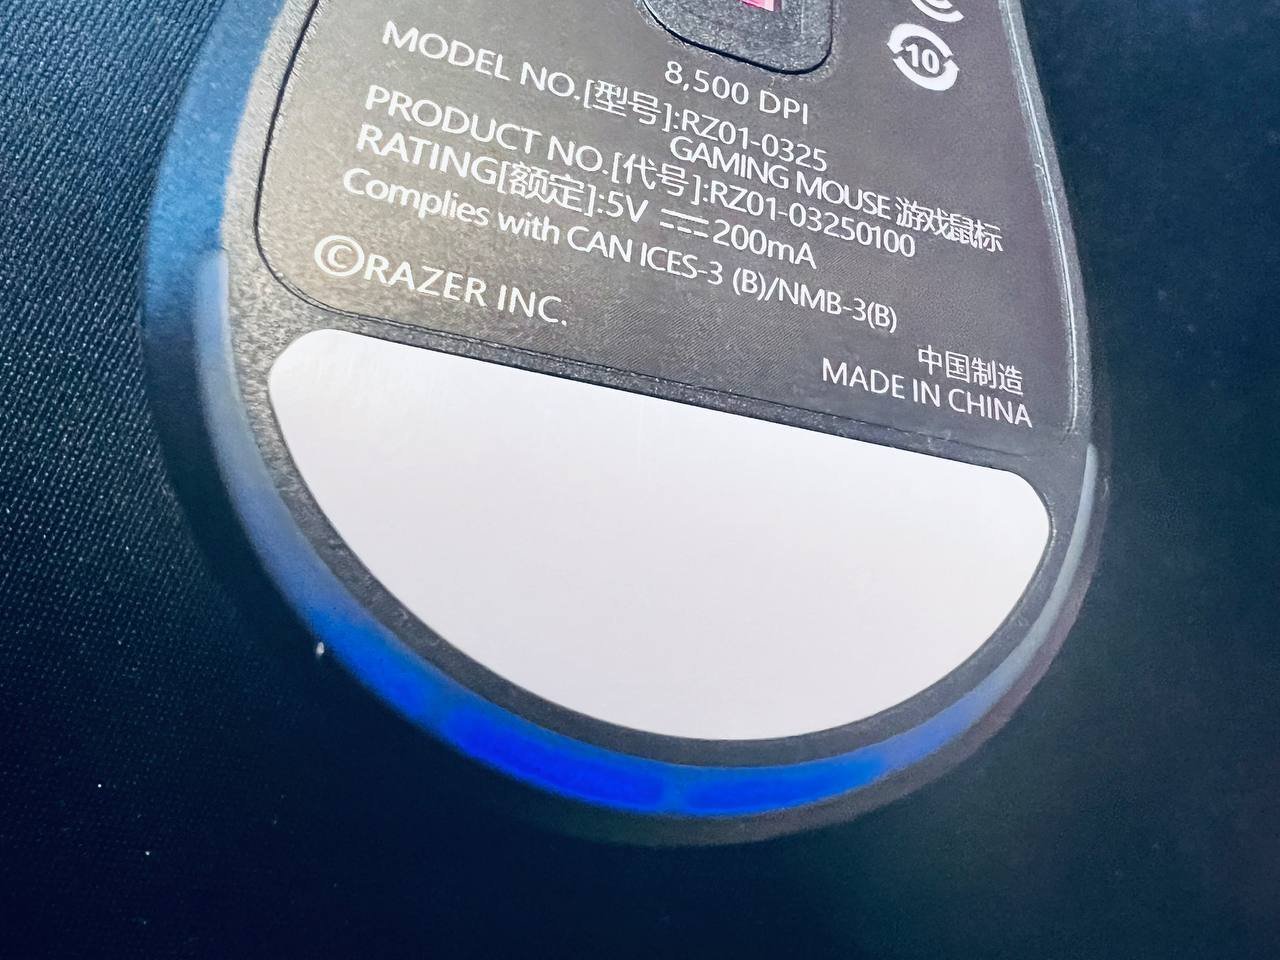 10
8,500 DPI
MODEL NO.[型号]:RZ01-0325
GAMING MOUSE 游戏鼠标
PRODUCT NO.[代号]:RZ01-03250100
RATING[额定]:5V ⎓ 200mA
Complies with CAN ICES-3 (B)/NMB-3(B)
©RAZER INC.
中国制造
MADE IN CHINA